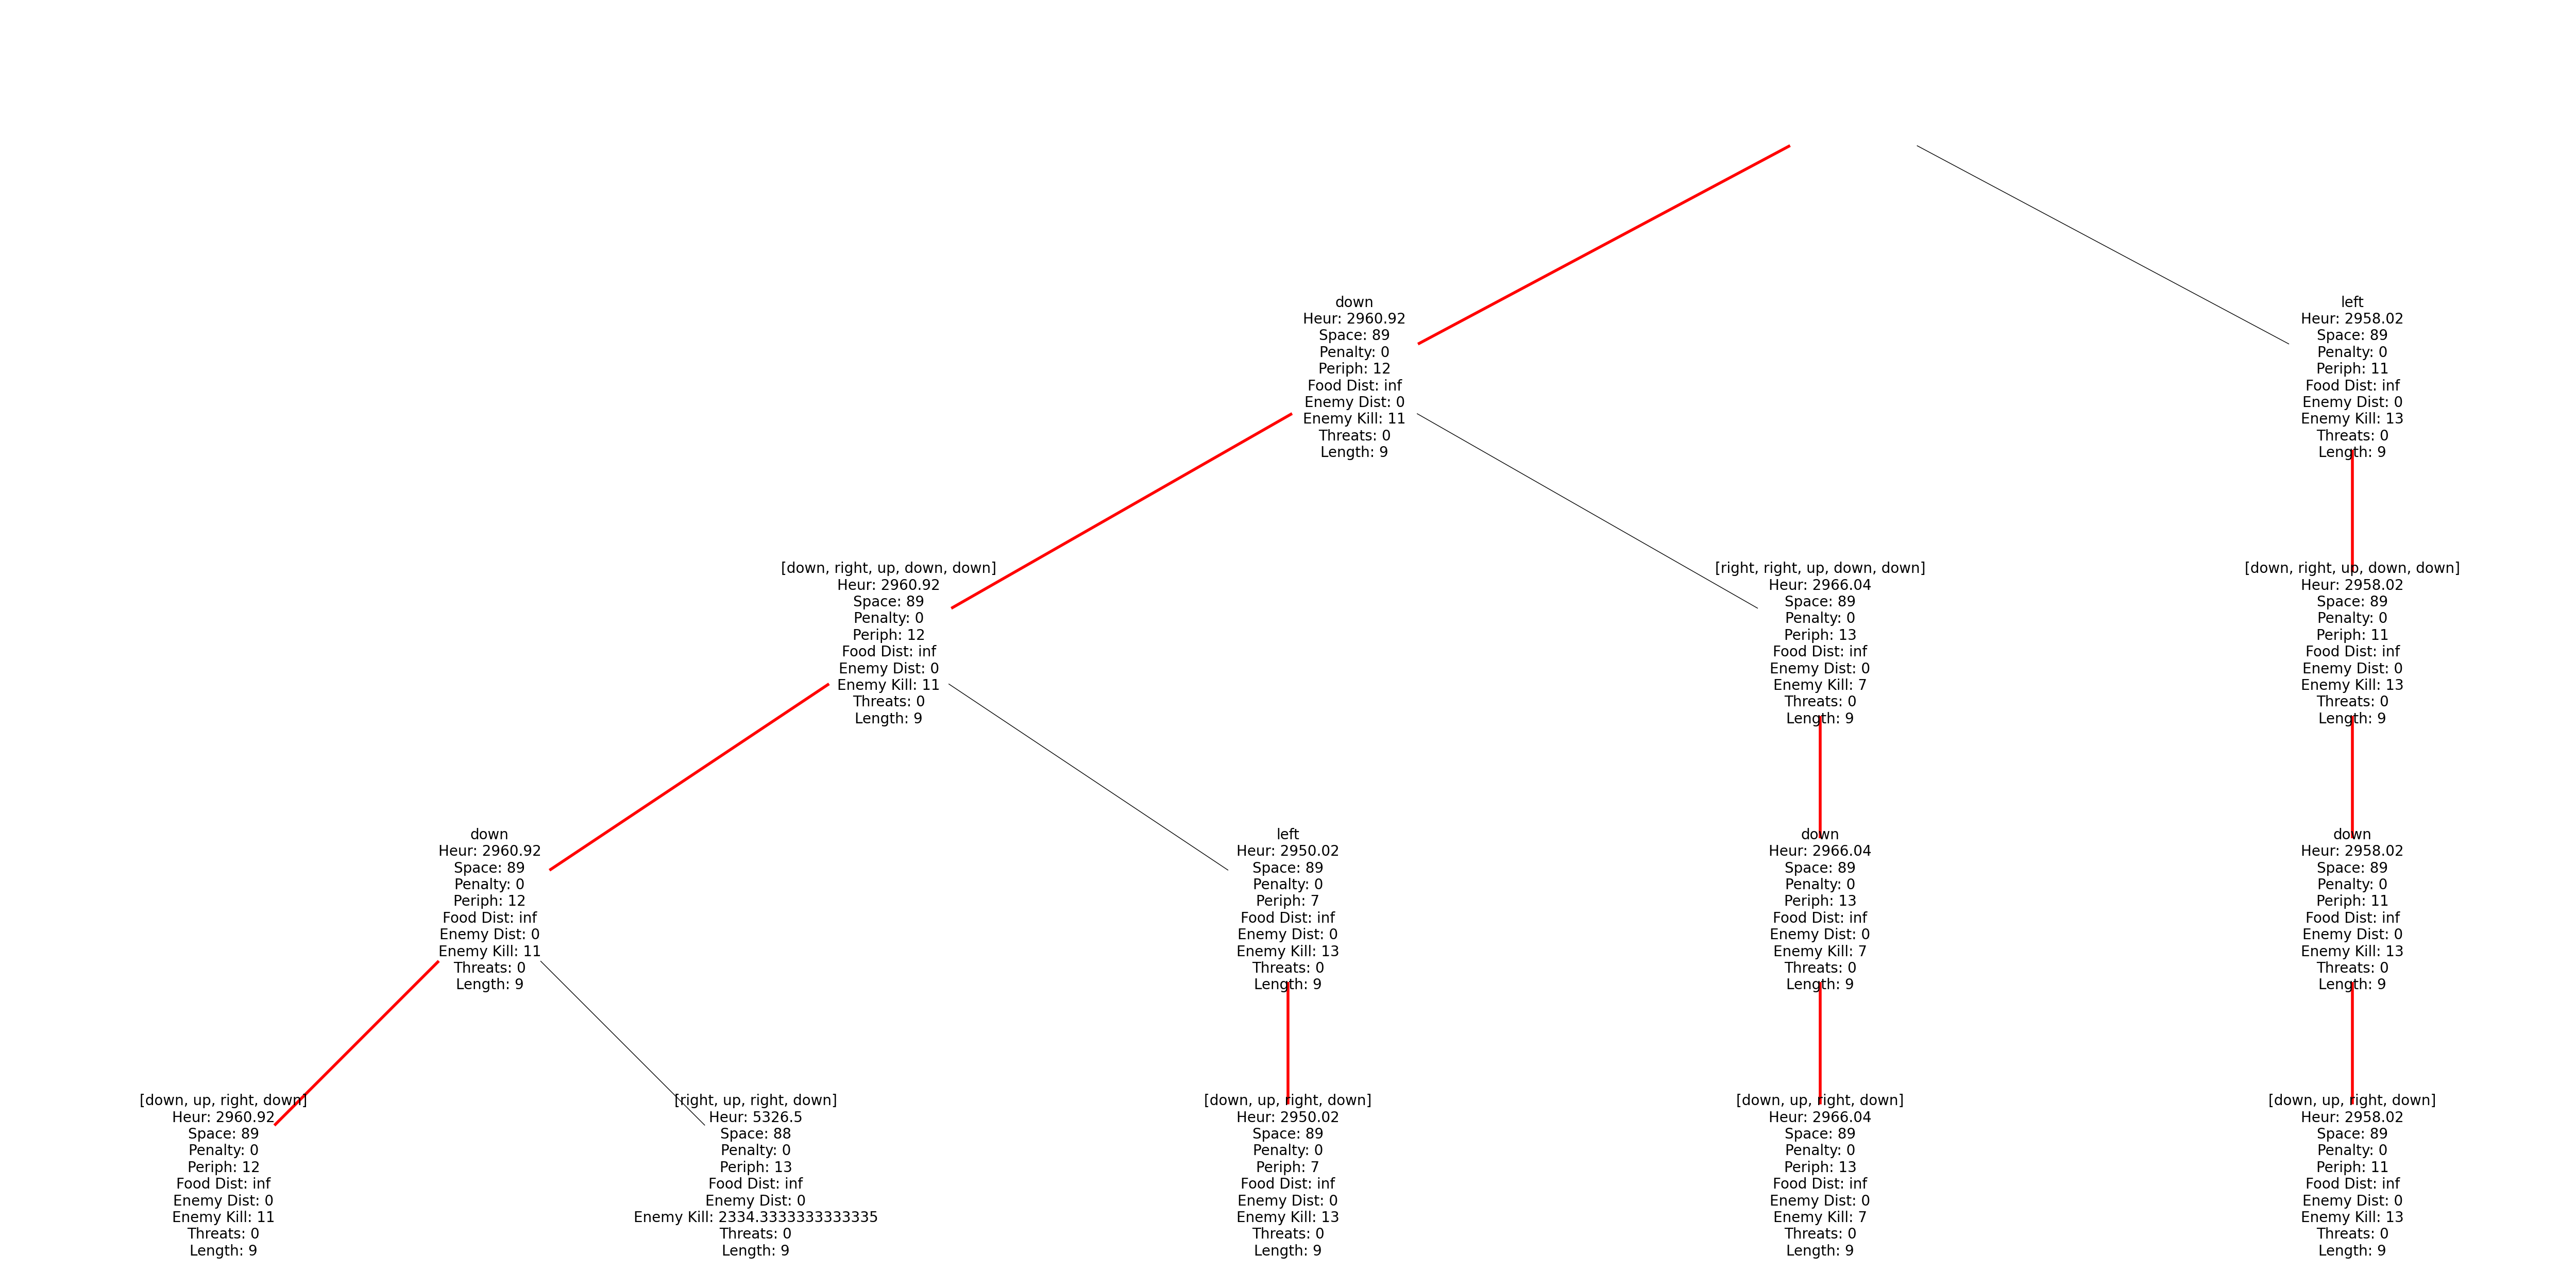 down
Heur: 2960.92
Space: 89
Penalty: 0
Periph: 12
Food Dist: inf
Enemy Dist: 0
Enemy Kill: 11
Threats: 0
Length: 9
left
Heur: 2958.02
Space: 89
Penalty: 0
Periph: 11
Food Dist: inf
Enemy Dist: 0
Enemy Kill: 13
Threats: 0
Length: 9
[down, right, up, down, down]
Heur: 2960.92
Space: 89
Penalty: 0
Periph: 12
Food Dist: inf
Enemy Dist: 0
Enemy Kill: 11
Threats: 0
Length: 9
[right, right, up, down, down]
Heur: 2966.04
Space: 89
Penalty: 0
Periph: 13
Food Dist: inf
Enemy Dist: 0
Enemy Kill: 7
Threats: 0
Length: 9
[down, right, up, down, down]
Heur: 2958.02
Space: 89
Penalty: 0
Periph: 11
Food Dist: inf
Enemy Dist: 0
Enemy Kill: 13
Threats: 0
Length: 9
down
Heur: 2960.92
Space: 89
Penalty: 0
Periph: 12
Food Dist: inf
Enemy Dist: 0
Enemy Kill: 11
Threats: 0
Length: 9
left
Heur: 2950.02
Space: 89
Penalty: 0
Periph: 7
Food Dist: inf
Enemy Dist: 0
Enemy Kill: 13
Threats: 0
Length: 9
down
Heur: 2966.04
Space: 89
Penalty: 0
Periph: 13
Food Dist: inf
Enemy Dist: 0
Enemy Kill: 7
Threats: 0
Length: 9
down
Heur: 2958.02
Space: 89
Penalty: 0
Periph: 11
Food Dist: inf
Enemy Dist: 0
Enemy Kill: 13
Threats: 0
Length: 9
[down, up, right, down]
Heur: 2960.92
Space: 89
Penalty: 0
Periph: 12
Food Dist: inf
Enemy Dist: 0
Enemy Kill: 11
Threats: 0
Length: 9
[right, up, right, down]
Heur: 5326.5
Space: 88
Penalty: 0
Periph: 13
Food Dist: inf
Enemy Dist: 0
Enemy Kill: 2334.3333333333335
Threats: 0
Length: 9
[down, up, right, down]
Heur: 2950.02
Space: 89
Penalty: 0
Periph: 7
Food Dist: inf
Enemy Dist: 0
Enemy Kill: 13
Threats: 0
Length: 9
[down, up, right, down]
Heur: 2966.04
Space: 89
Penalty: 0
Periph: 13
Food Dist: inf
Enemy Dist: 0
Enemy Kill: 7
Threats: 0
Length: 9
[down, up, right, down]
Heur: 2958.02
Space: 89
Penalty: 0
Periph: 11
Food Dist: inf
Enemy Dist: 0
Enemy Kill: 13
Threats: 0
Length: 9